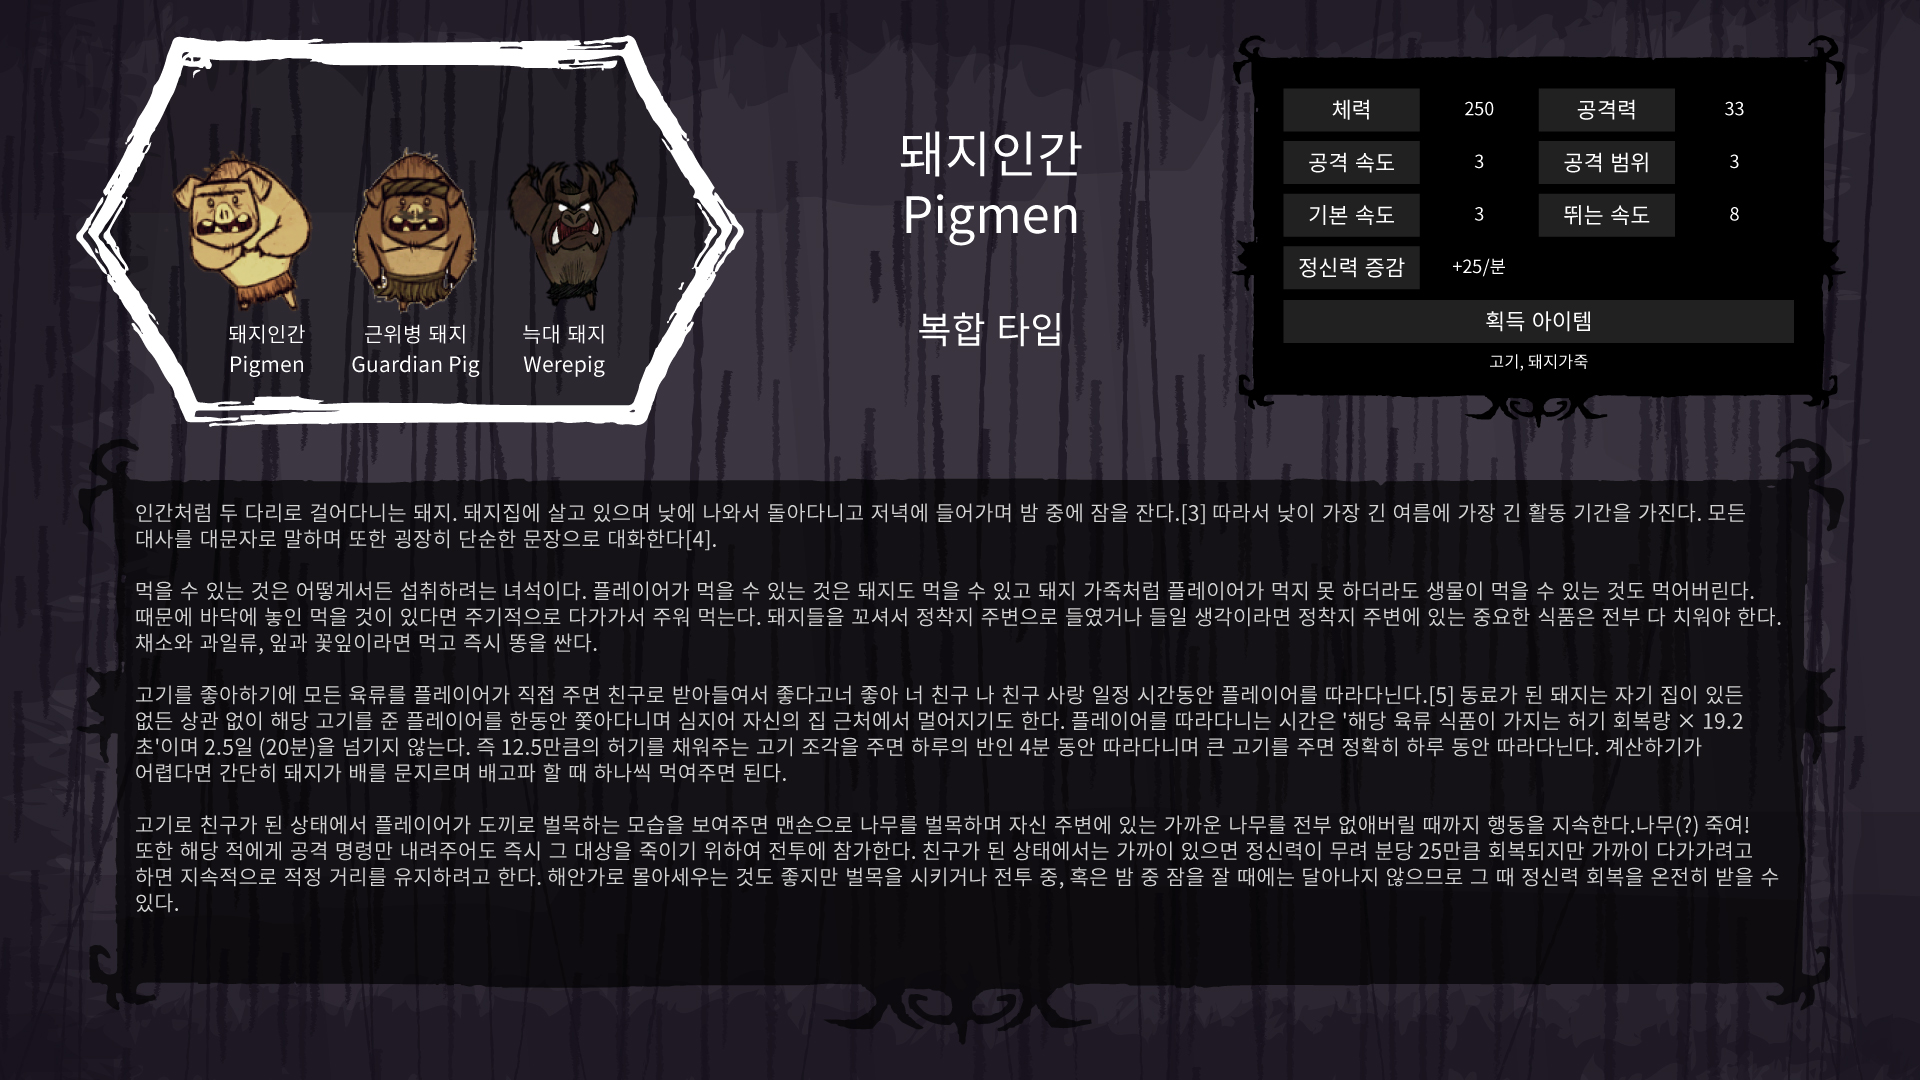 돼지인간
Pigmen
근위병 돼지
Guardian Pig
늑대 돼지
Werepig
돼지인간
Pigmen
복합 타입
체력 250 공격력 33
공격 속도 3 공격 범위 3
기본 속도 3 뛰는 속도 8
정신력 증감 +25/분
획득 아이템
고기, 돼지가죽
인간처럼 두 다리로 걸어다니는 돼지. 돼지집에 살고 있으며 낮에 나와서 돌아다니고 저녁에 들어가며 밤 중에 잠을 잔다.[3] 따라서 낮이 가장 긴 여름에 가장 긴 활동 기간을 가진다. 모든
대사를 대문자로 말하며 또한 굉장히 단순한 문장으로 대화한다[4].
먹을 수 있는 것은 어떻게서든 섭취하려는 녀석이다. 플레이어가 먹을 수 있는 것은 돼지도 먹을 수 있고 돼지 가죽처럼 플레이어가 먹지 못 하더라도 생물이 먹을 수 있는 것도 먹어버린다.
때문에 바닥에 놓인 먹을 것이 있다면 주기적으로 다가가서 주워 먹는다. 돼지들을 꼬셔서 정착지 주변으로 들였거나 들일 생각이라면 정착지 주변에 있는 중요한 식품은 전부 다 치워야 한다.
채소와 과일류, 잎과 꽃잎이라면 먹고 즉시 똥을 싼다.
고기를 좋아하기에 모든 육류를 플레이어가 직접 주면 친구로 받아들여서 좋다고너 좋아 너 친구 나 친구 사랑 일정 시간동안 플레이어를 따라다닌다.[5] 동료가 된 돼지는 자기 집이 있든
없든 상관 없이 해당 고기를 준 플레이어를 한동안 쫓아다니며 심지어 자신의 집 근처에서 멀어지기도 한다. 플레이어를 따라다니는 시간은 '해당 육류 식품이 가지는 허기 회복량 × 19.2
초'이며 2.5일 (20분)을 넘기지 않는다. 즉 12.5만큼의 허기를 채워주는 고기 조각을 주면 하루의 반인 4분 동안 따라다니며 큰 고기를 주면 정확히 하루 동안 따라다닌다. 계산하기가
어렵다면 간단히 돼지가 배를 문지르며 배고파 할 때 하나씩 먹여주면 된다.
고기로 친구가 된 상태에서 플레이어가 도끼로 벌목하는 모습을 보여주면 맨손으로 나무를 벌목하며 자신 주변에 있는 가까운 나무를 전부 없애버릴 때까지 행동을 지속한다.나무(?) 죽여!
또한 해당 적에게 공격 명령만 내려주어도 즉시 그 대상을 죽이기 위하여 전투에 참가한다. 친구가 된 상태에서는 가까이 있으면 정신력이 무려 분당 25만큼 회복되지만 가까이 다가가려고
하면 지속적으로 적정 거리를 유지하려고 한다. 해안가로 몰아세우는 것도 좋지만 벌목을 시키거나 전투 중, 혹은 밤 중 잠을 잘 때에는 달아나지 않으므로 그 때 정신력 회복을 온전히 받을 수
있다.